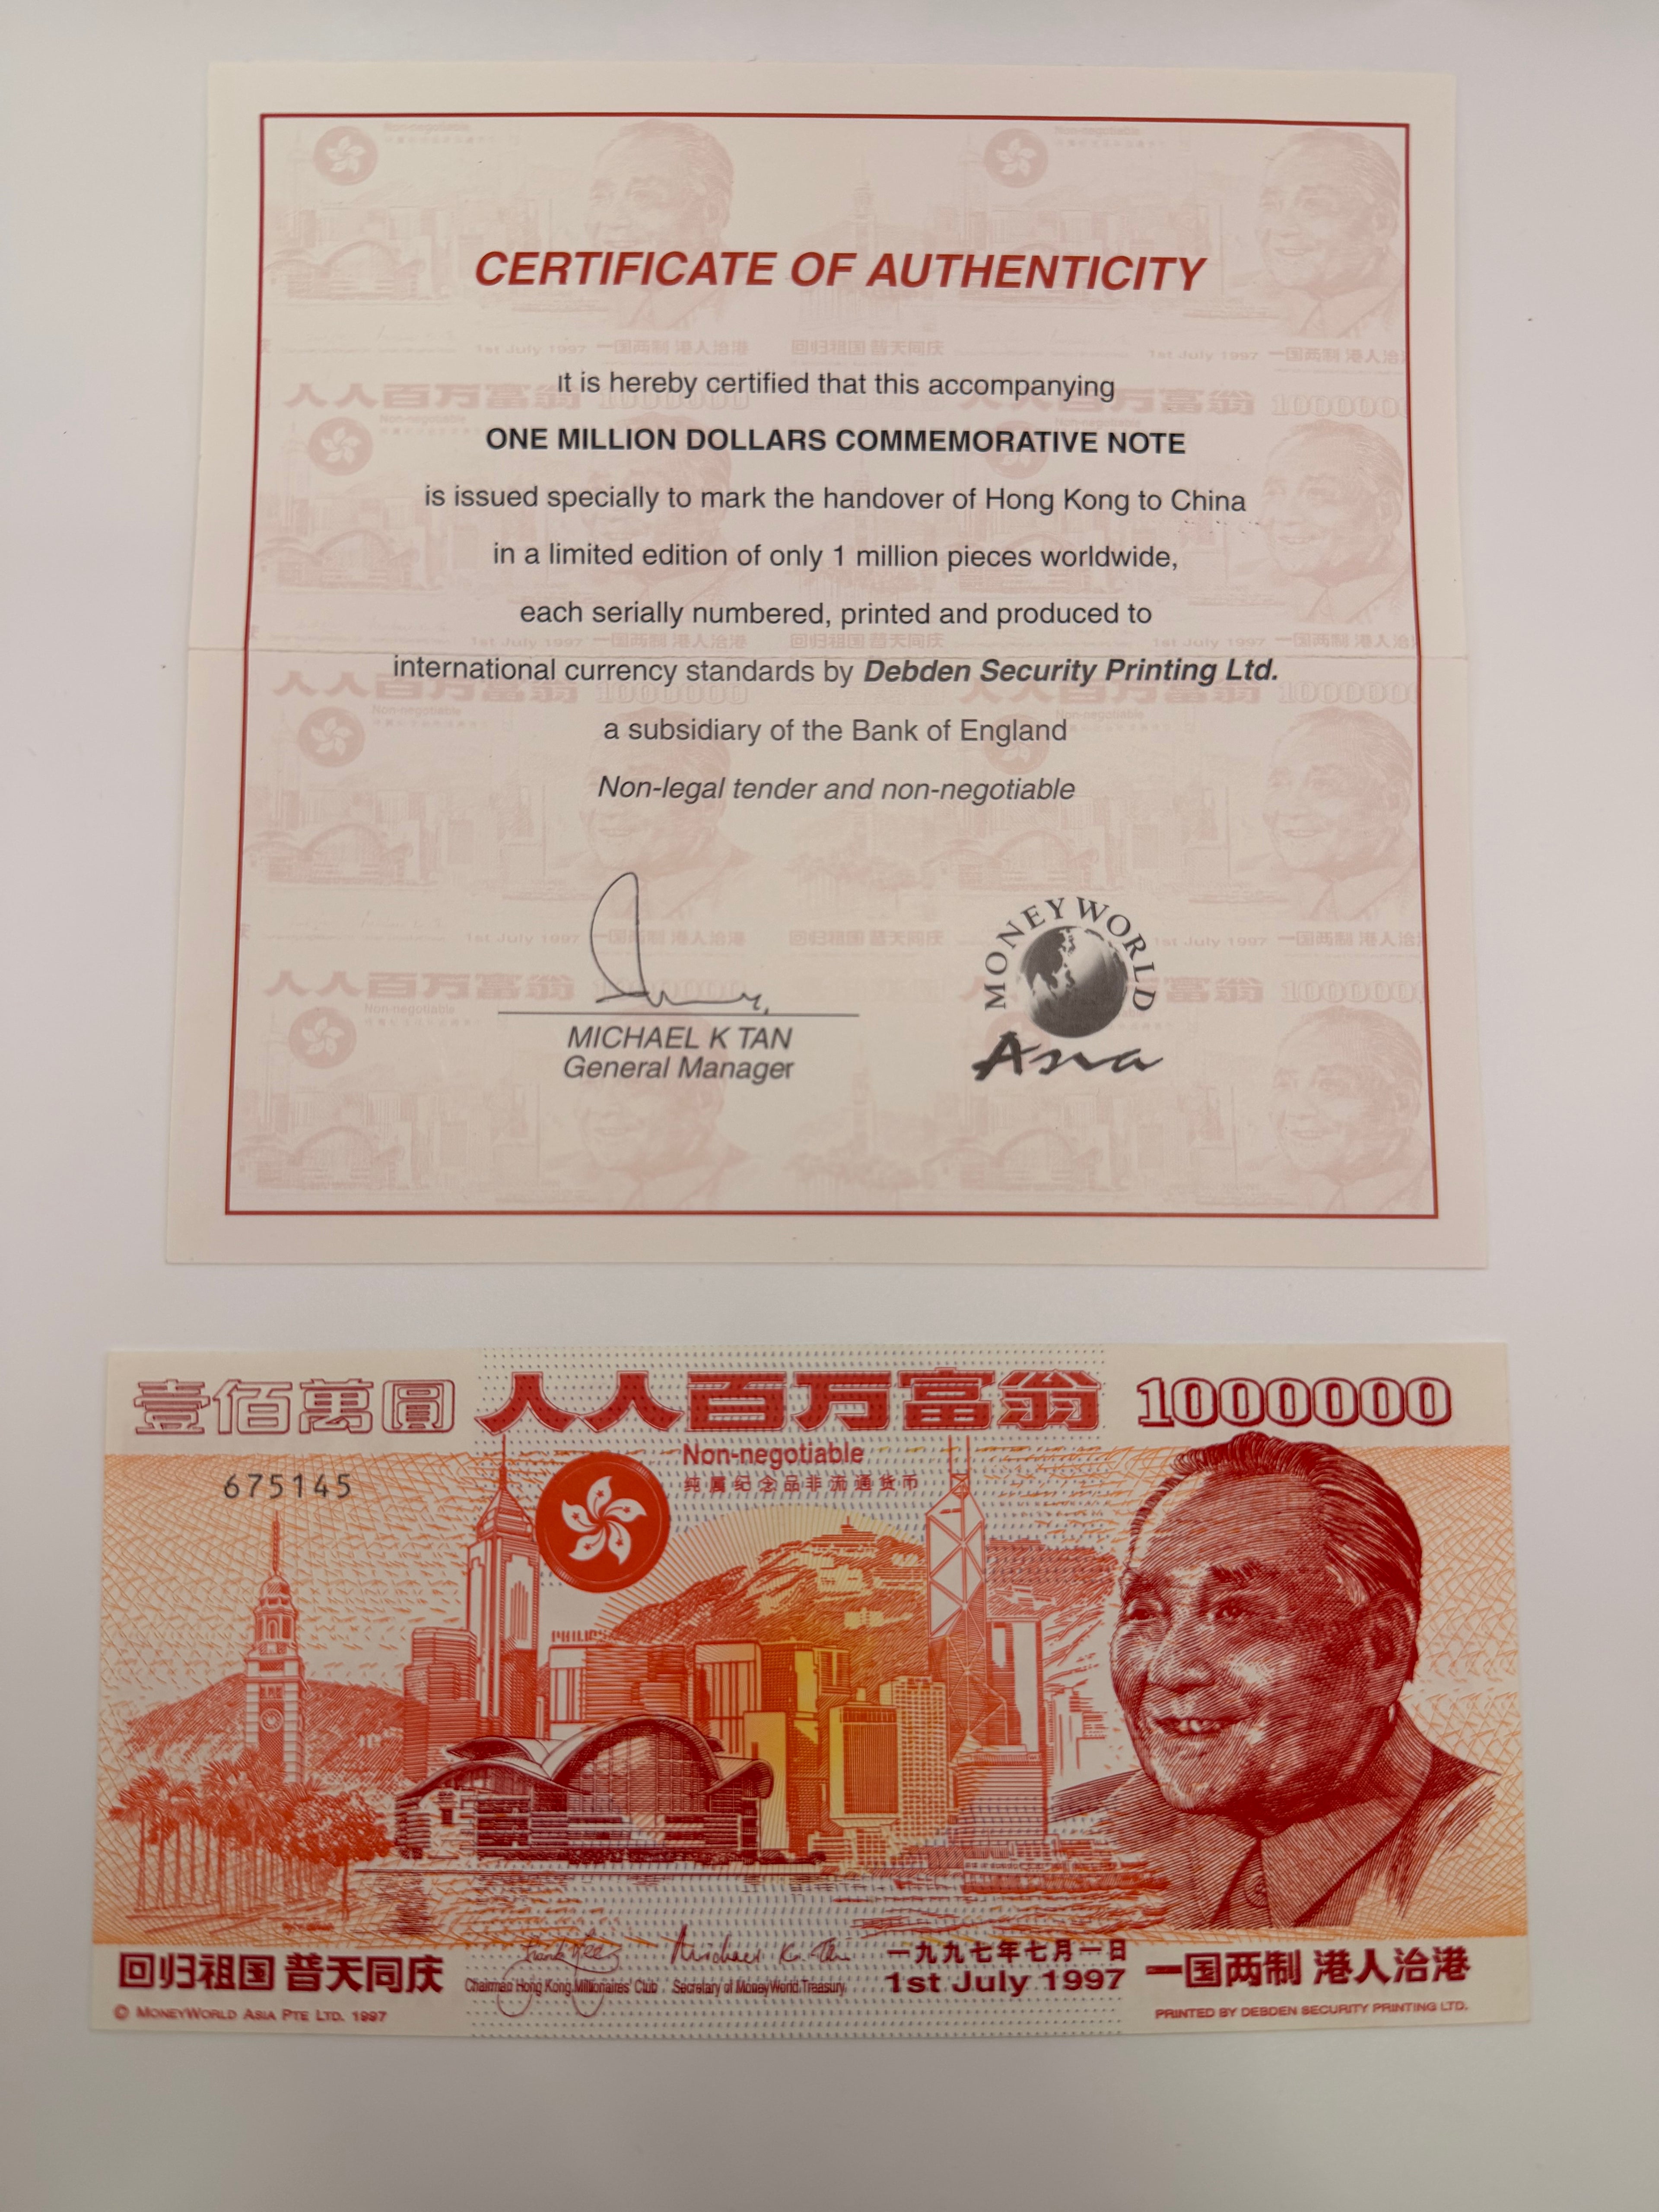 CERTIFICATE OF AUTHENTICITY
It is hereby certified that this accompanying
ONE MILLION DOLLARS COMMEMORATIVE NOTE
is issued specially to mark the handover of Hong Kong to China
in a limited edition of only 1 million pieces worldwide,
each serially numbered, printed and produced to
international currency standards by Debden Security Printing Ltd.
a subsidiary of the Bank of England
Non-legal tender and non-negotiable
MICHAEL K TAN
General Manager
MONEYWORLD
Asia
壹佰萬圓 人人百万富翁 1000000
Non-negotiable
纯属纪念品非流通货币
675145
PHILIPS
Michael K. Tan
回归祖国 普天同庆
Chairman Hong Kong Millionaires' Club
Secretary of MoneyWorld Treasury
一九九七年七月一日
1st July 1997
一国两制 港人治港
© MONEYWORLD ASIA PTE LTD. 1997
PRINTED BY DEBDEN SECURITY PRINTING LTD.